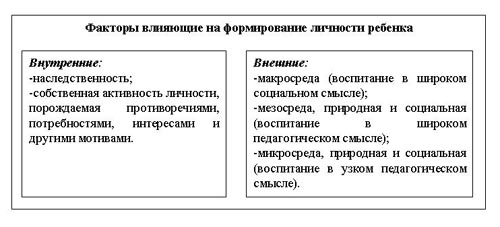 Факторы влияющие на формирование личности ребенка
Внутренние:
-наследственность;
-собственная активность личности,
порождаемая противоречиями,
потребностями, интересами и
другими мотивами.
Внешние:
-макросреда (воспитание в широком
социальном смысле);
-мезосреда, природная и социальная
(воспитание в широком
педагогическом смысле);
-микросреда, природная и социальная
(воспитание в узком педагогическом
смысле).